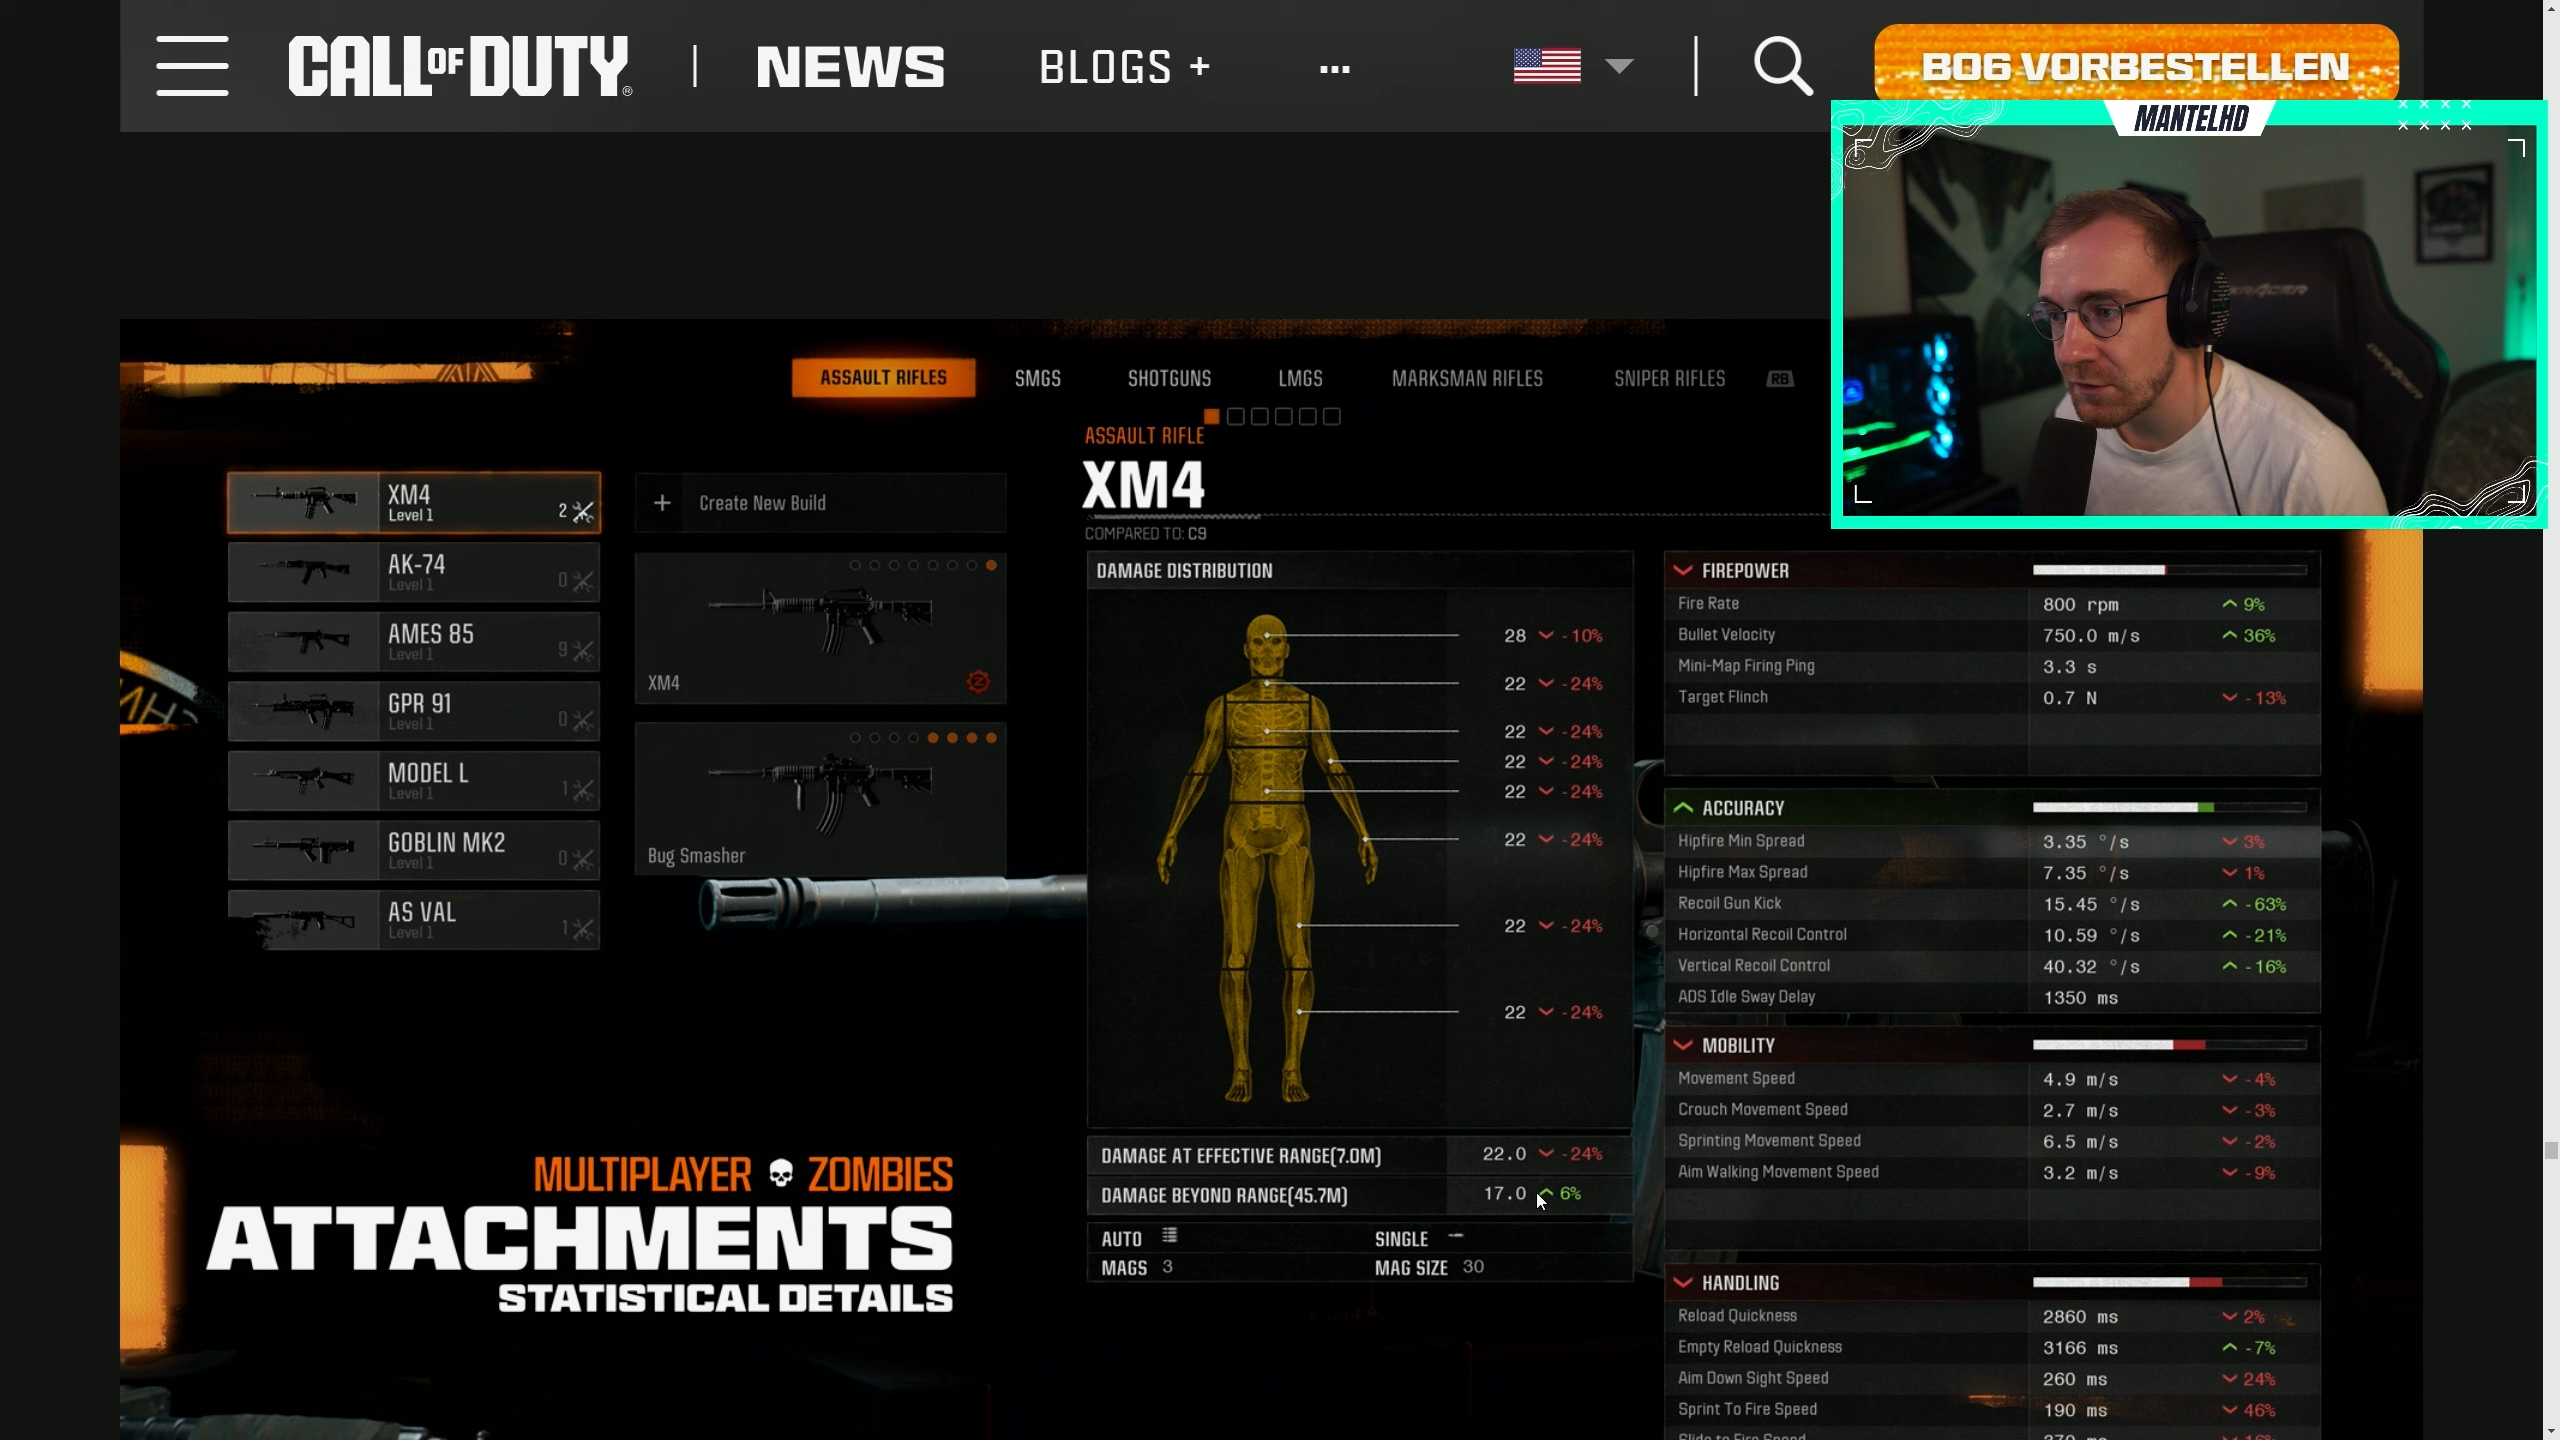 CALL OF DUTY® | NEWS BLOGS + ... BO6 VORBESTELLEN
MANTELHD
DXRACER
ASSAULT RIFLES SMGS SHOTGUNS LMGS MARKSMAN RIFLES SNIPER RIFLES RB
XM4
Level 1
2
AK-74
Level 1
0
AMES 85
Level 1
9
GPR 91
Level 1
0
MODEL L
Level 1
1
GOBLIN MK2
Level 1
0
AS VAL
Level 1
1
+ Create New Build
XM4
Bug Smasher
MULTIPLAYER ZOMBIES
ATTACHMENTS
STATISTICAL DETAILS
ASSAULT RIFLE
XM4
COMPARED TO: C9
DAMAGE DISTRIBUTION
28 -10%
22 -24%
22 -24%
22 -24%
22 -24%
22 -24%
22 -24%
22 -24%
DAMAGE AT EFFECTIVE RANGE(7.0M) 22.0 -24%
DAMAGE BEYOND RANGE(45.7M) 17.0 6%
AUTO SINGLE
MAGS 3 MAG SIZE 30
FIREPOWER
Fire Rate 800 rpm 9%
Bullet Velocity 750.0 m/s 36%
Mini-Map Firing Ping 3.3 s
Target Flinch 0.7 N -13%
ACCURACY
Hipfire Min Spread 3.35 °/s 3%
Hipfire Max Spread 7.35 °/s 1%
Recoil Gun Kick 15.45 °/s -63%
Horizontal Recoil Control 10.59 °/s -21%
Vertical Recoil Control 40.32 °/s -16%
ADS Idle Sway Delay 1350 ms
MOBILITY
Movement Speed 4.9 m/s -4%
Crouch Movement Speed 2.7 m/s -3%
Sprinting Movement Speed 6.5 m/s -2%
Aim Walking Movement Speed 3.2 m/s -9%
HANDLING
Reload Quickness 2860 ms 2%
Empty Reload Quickness 3166 ms -7%
Aim Down Sight Speed 260 ms 24%
Sprint To Fire Speed 190 ms 46%